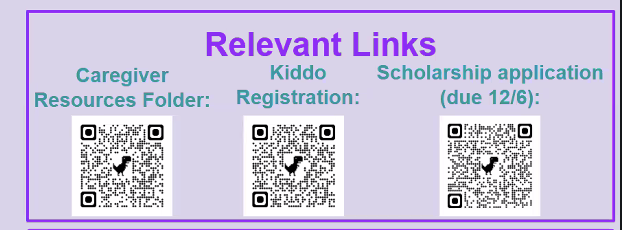 Relevant Links
Caregiver
Resources Folder:
Kiddo
Registration:
Scholarship application
(due 12/6):